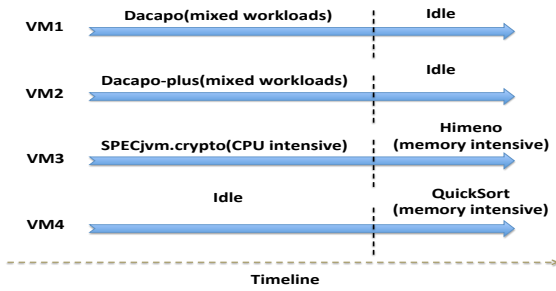 Dacapo(mixed workloads)
Idle
VM1
Dacapo-plus(mixed workloads)
Idle
VM2
SPECjvm.crypto(CPU intensive)
Himeno
(memory intensive)
VM3
Idle
QuickSort
(memory intensive)
VM4
Timeline